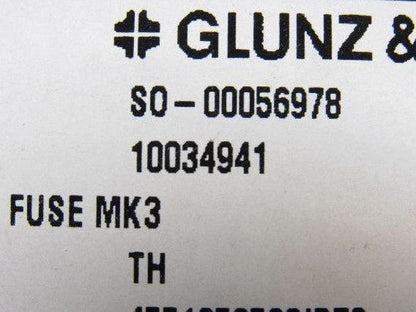 GLUNZ &
SO-00056978
10034941
FUSE MK3
TH